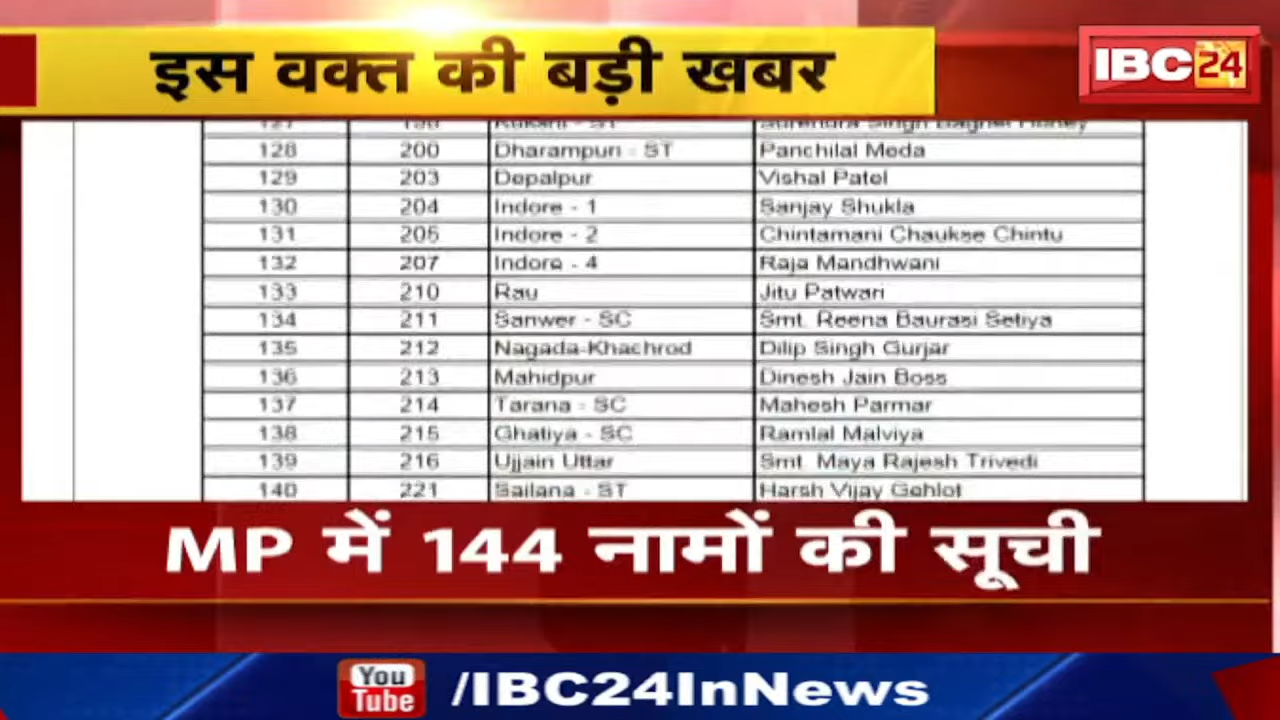 इस वक्त की बड़ी खबर
IBC24
128 200 Dharampuri - ST Panchilal Meda
129 203 Depalpur Vishal Patel
130 204 Indore - 1 Sanjay Shukla
131 205 Indore - 2 Chintamani Chaukse Chintu
132 207 Indore - 4 Raja Mandhwani
133 210 Rau Jitu Patwari
134 211 Sanwer - SC Smt. Reena Baurasi Setiya
135 212 Nagada-Khachrod Dilip Singh Gurjar
136 213 Mahidpur Dinesh Jain Boss
137 214 Tarana - SC Mahesh Parmar
138 215 Ghatiya - SC Ramlal Malviya
139 216 Ujjain Uttar Smt. Maya Rajesh Trivedi
140 221 Sailana - ST Harsh Vijay Gehlot
MP में 144 नामों की सूची
You
Tube /IBC24InNews